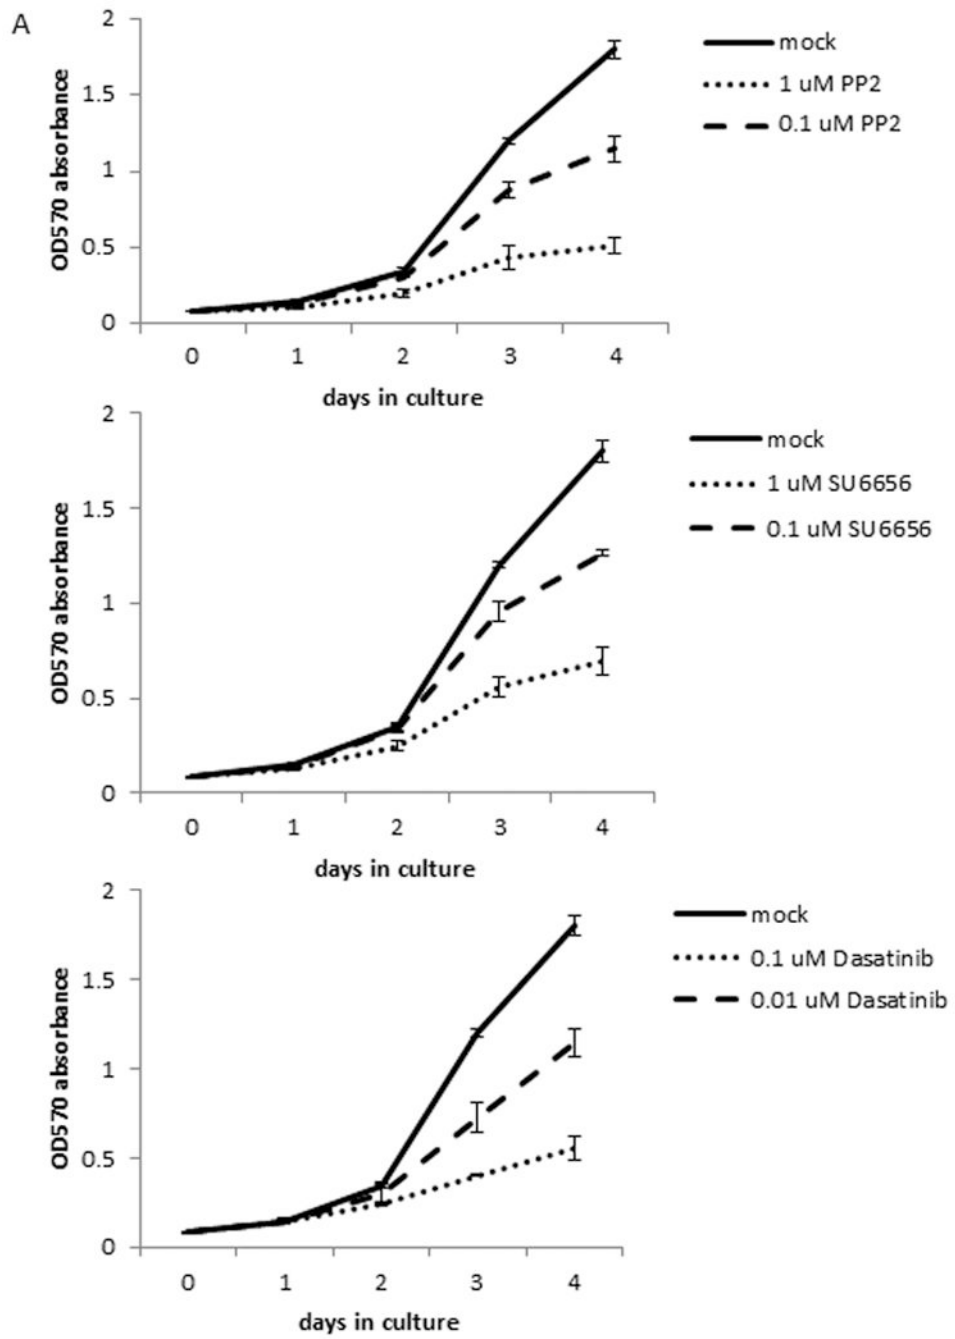 A
2
1.5
1
0.5
0
OD570 absorbance
0 1 2 3 4
days in culture
mock
1 uM PP2
0.1 uM PP2
2
1.5
1
0.5
0
OD570 absorbance
0 1 2 3 4
days in culture
mock
1 uM SU6656
0.1 uM SU6656
2
1.5
1
0.5
0
OD570 absorbance
0 1 2 3 4
days in culture
mock
0.1 uM Dasatinib
0.01 uM Dasatinib